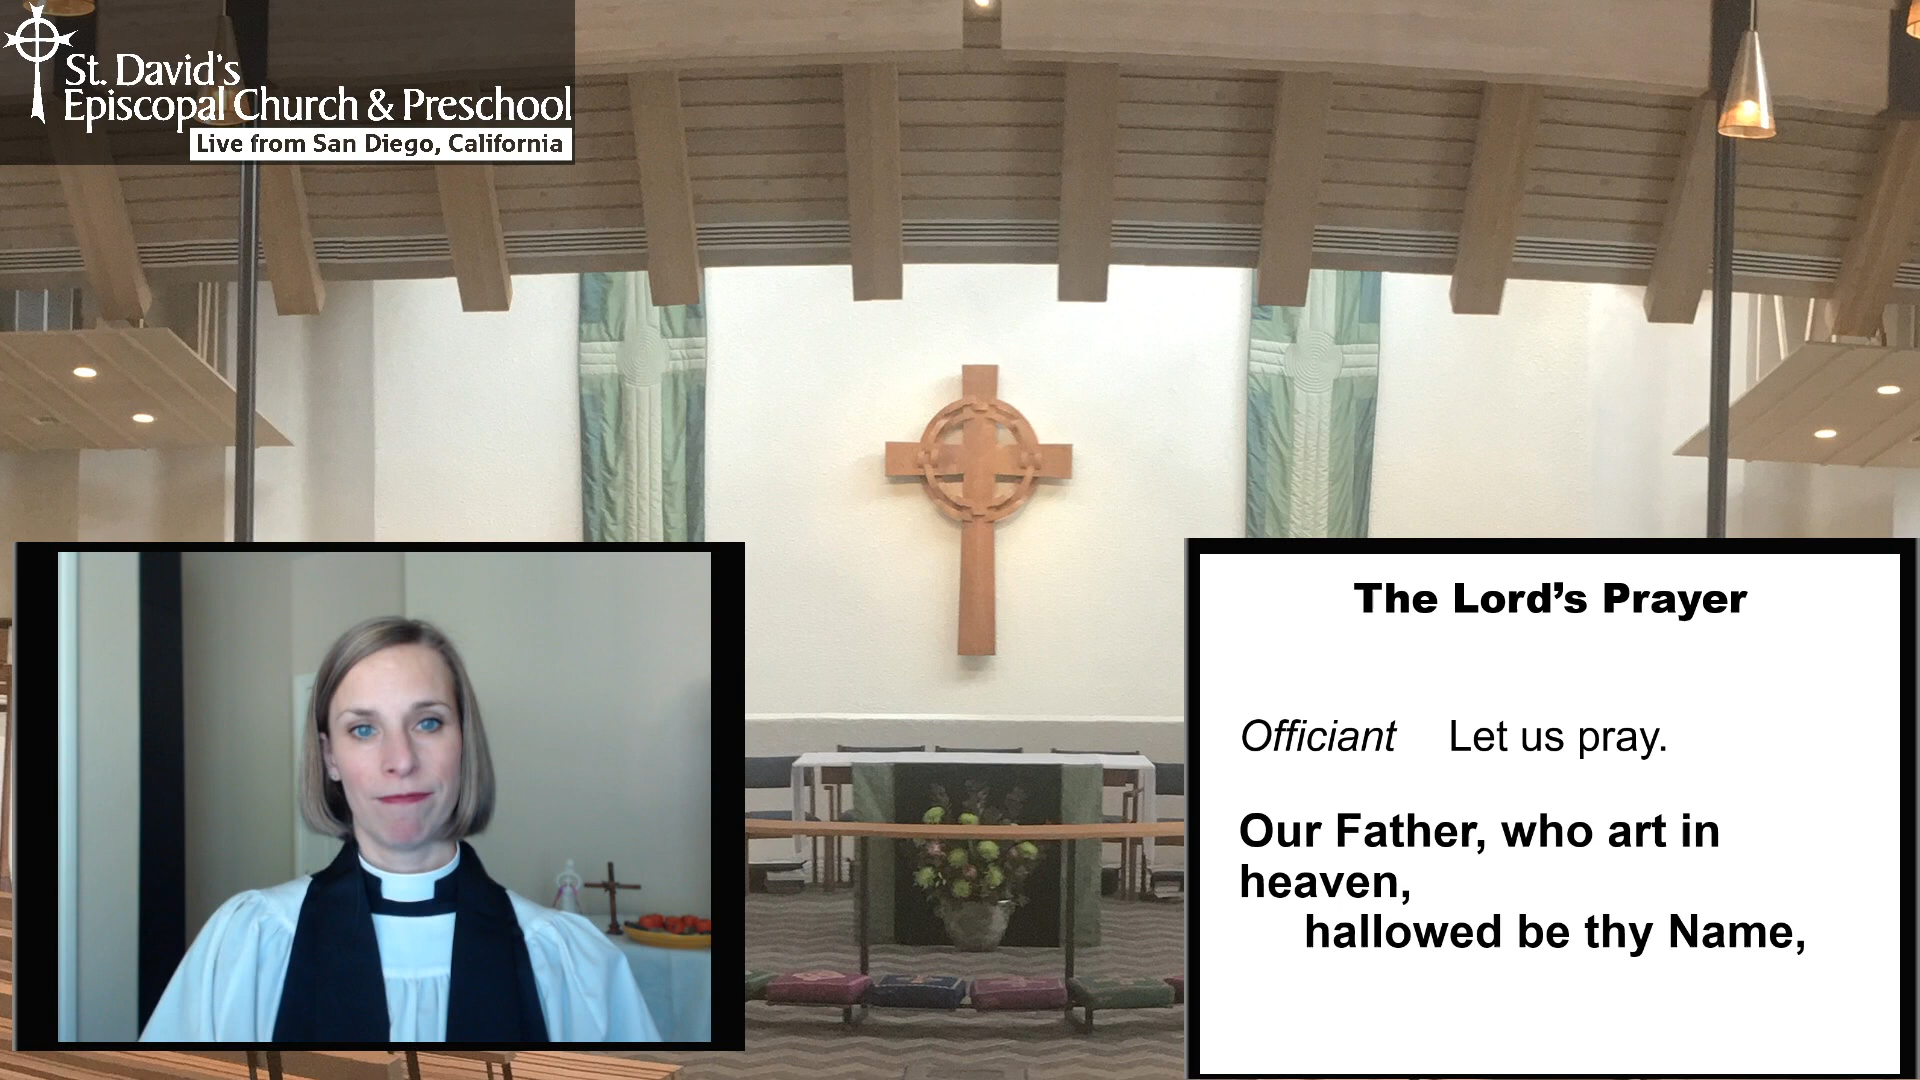 St. David's
Episcopal Church & Preschool
Live from San Diego, California
The Lord’s Prayer
Officiant Let us pray.
Our Father, who art in
heaven,
hallowed be thy Name,